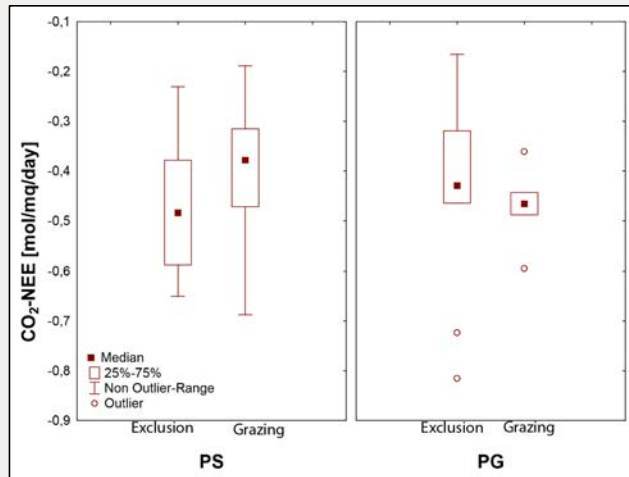 CO₂-NEE [mol/mq/day]
-0,1
-0,2
-0,3
-0,4
-0,5
-0,6
-0,7
-0,8
-0,9
Median
25%-75%
Non Outlier-Range
Outlier
Exclusion Grazing Exclusion Grazing
PS PG